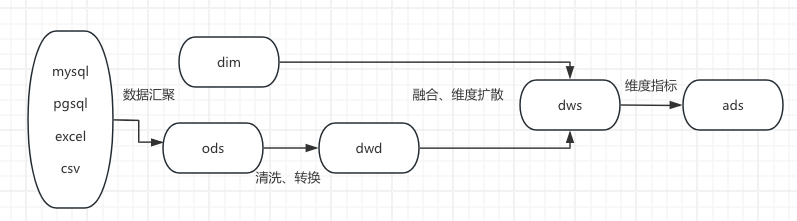 mysql
pgsql
excel
csv
数据汇聚
dim
ods
清洗、转换
dwd
融合、维度扩散
dws
维度指标
ads